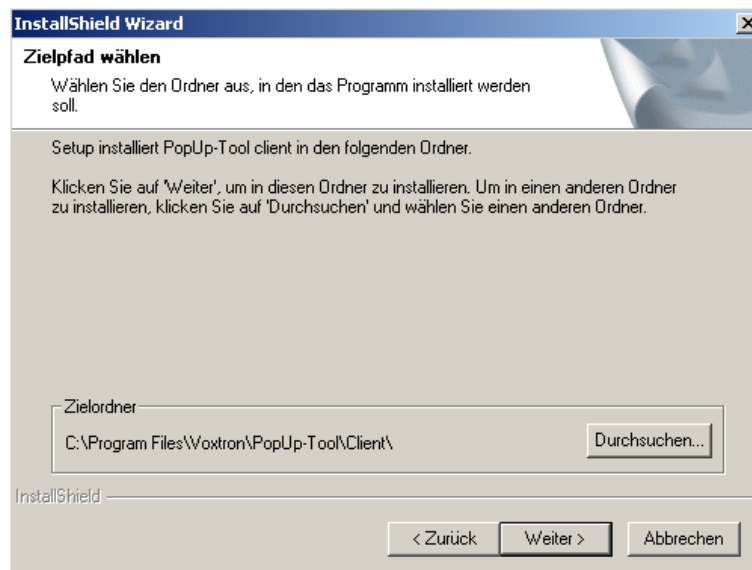 InstallShield Wizard
Zielpfad wählen
Wählen Sie den Ordner aus, in den das Programm installiert werden
soll.
Setup installiert PopUp-Tool client in den folgenden Ordner.
Klicken Sie auf 'Weiter', um in diesen Ordner zu installieren. Um in einen anderen Ordner
zu installieren, klicken Sie auf 'Durchsuchen' und wählen Sie einen anderen Ordner.
Zielordner
C:\Program Files\Voxtron\PopUp-Tool\Client\
Durchsuchen...
InstallShield
< Zurück
Weiter >
Abbrechen